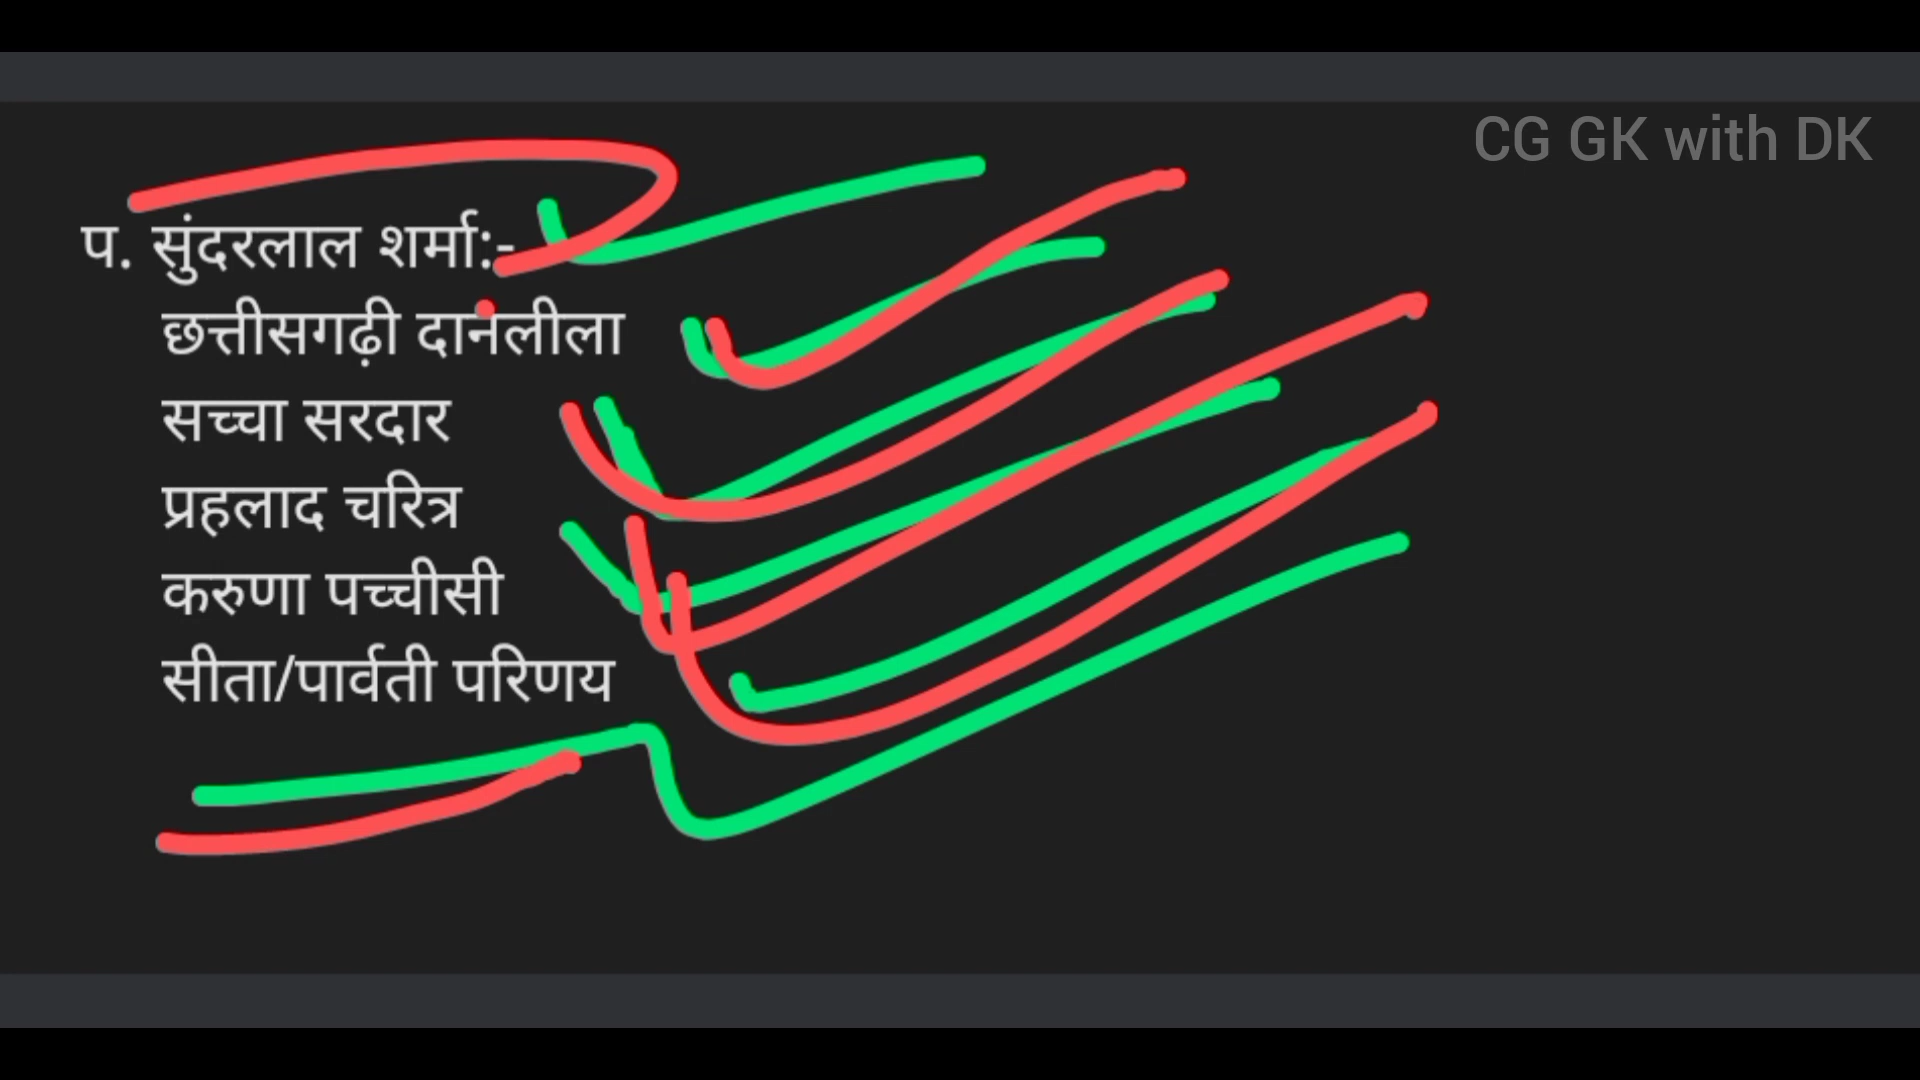 CG GK with DK
प. सुंदरलाल शर्मा:-
छत्तीसगढ़ी दानलीला
सच्चा सरदार
प्रहलाद चरित्र
करुणा पच्चीसी
सीता/पार्वती परिणय